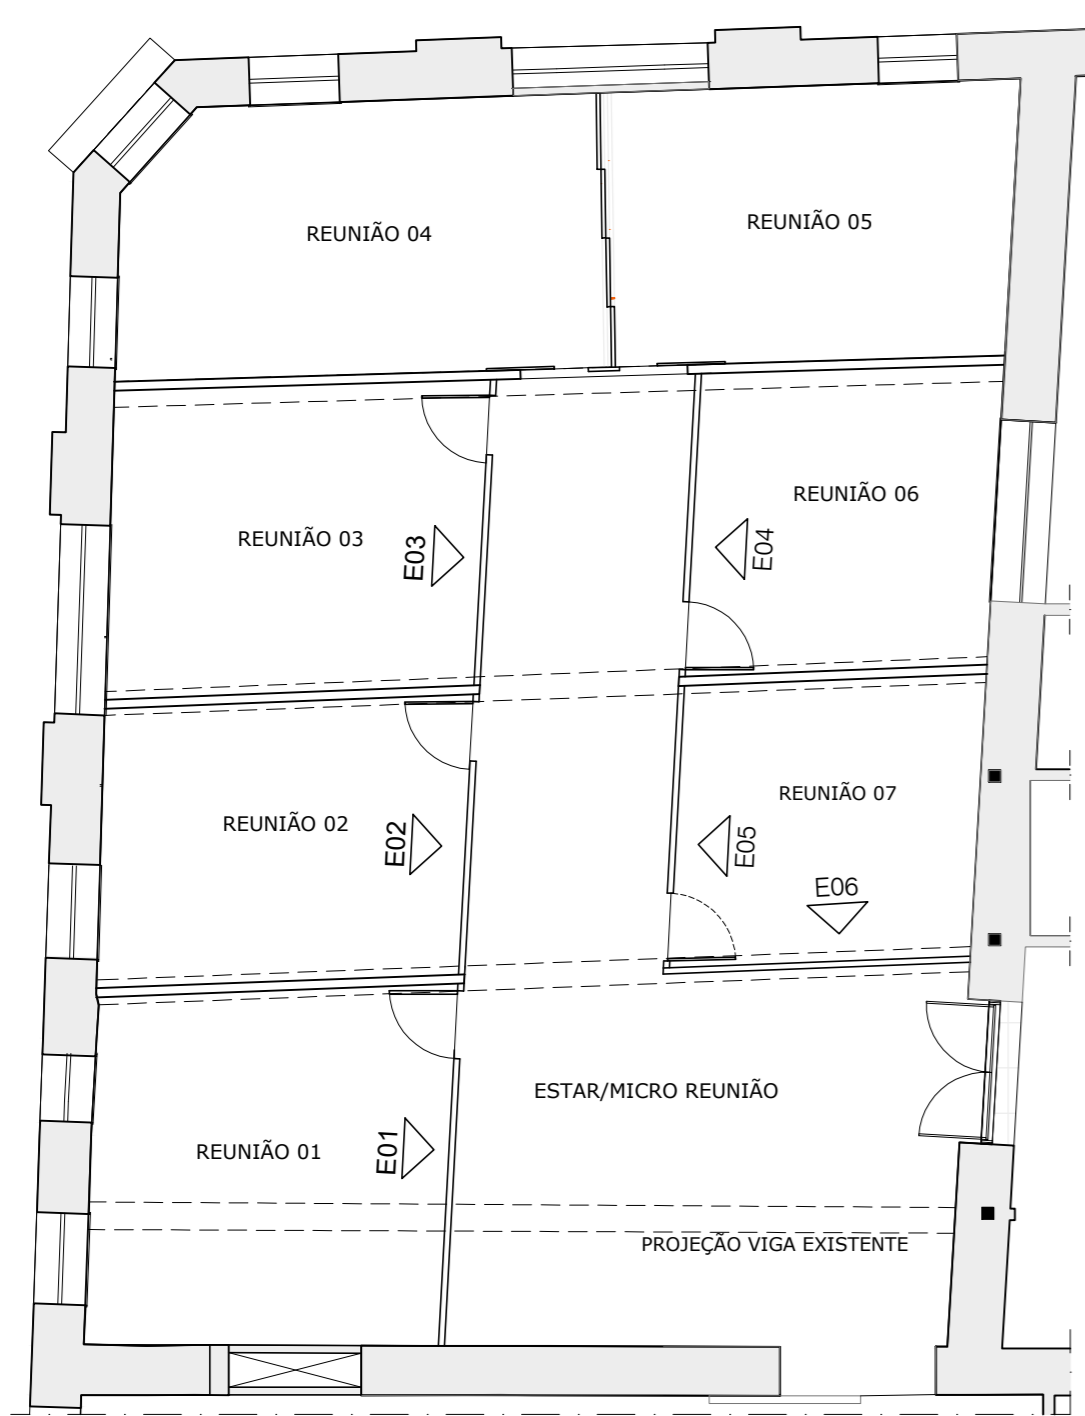 REUNIÃO 04
REUNIÃO 05
REUNIÃO 03
E03
E04
REUNIÃO 06
REUNIÃO 02
E02
E05
REUNIÃO 07
E06
REUNIÃO 01
E01
ESTAR/MICRO REUNIÃO
PROJEÇÃO VIGA EXISTENTE